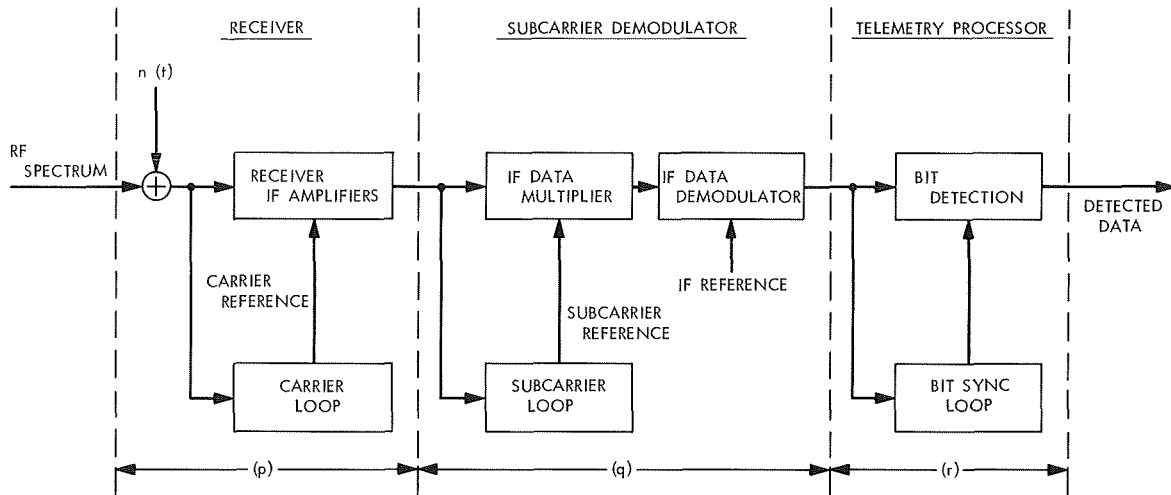 RECEIVER
SUBCARRIER DEMODULATOR
TELEMETRY PROCESSOR
n (t)
RF
SPECTRUM
+
RECEIVER
IF AMPLIFIERS
IF DATA
MULTIPLIER
IF DATA
DEMODULATOR
BIT
DETECTION
DETECTED
DATA
CARRIER
REFERENCE
SUBCARRIER
REFERENCE
IF REFERENCE
CARRIER
LOOP
SUBCARRIER
LOOP
BIT SYNC
LOOP
(p)
(q)
(r)